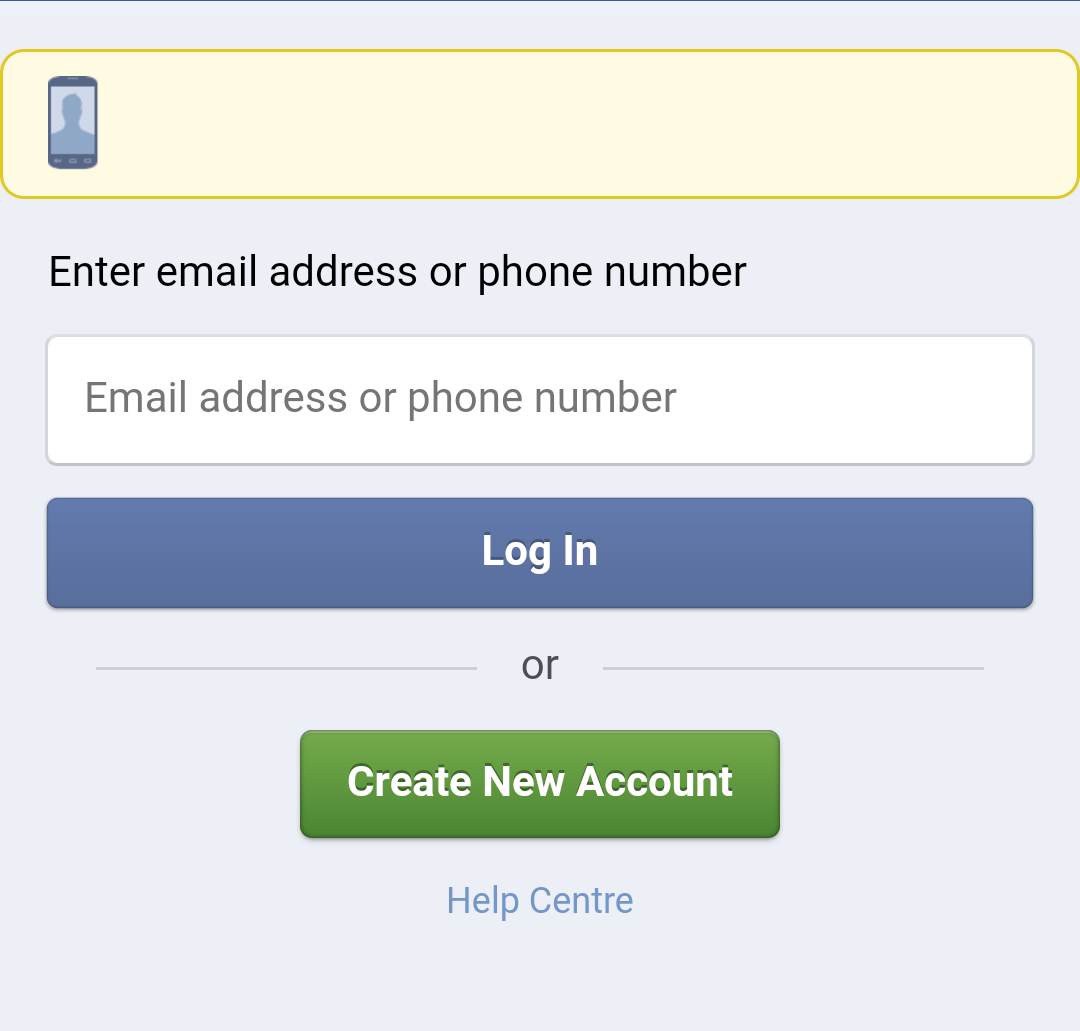 Enter email address or phone number
Email address or phone number
Log In
or
Create New Account
Help Centre